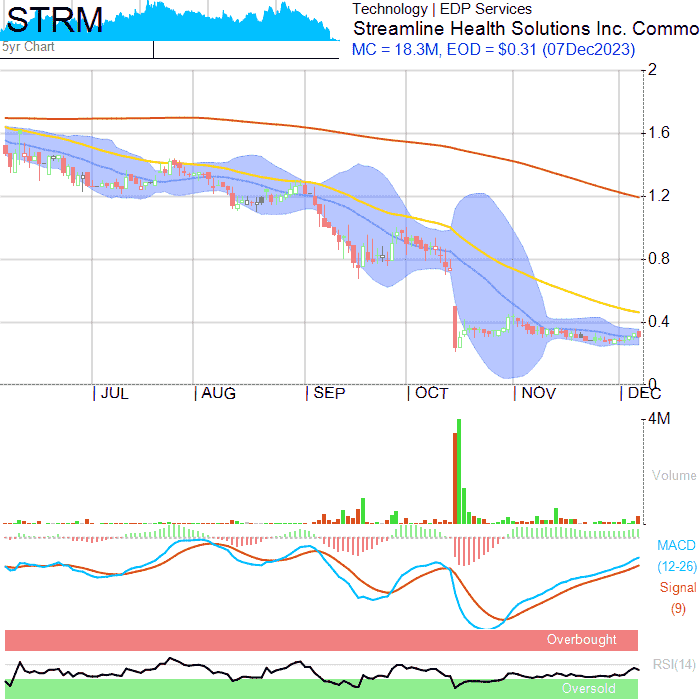 STRM
5yr Chart
Technology | EDP Services
Streamline Health Solutions Inc. Commo
MC = 18.3M, EOD = $0.31 (07Dec2023)
2
1.6
1.2
0.8
0.4
0
JUL AUG SEP OCT NOV DEC
4M
Volume
MACD
(12-26)
Signal
(9)
Overbought
RSI(14)
Oversold